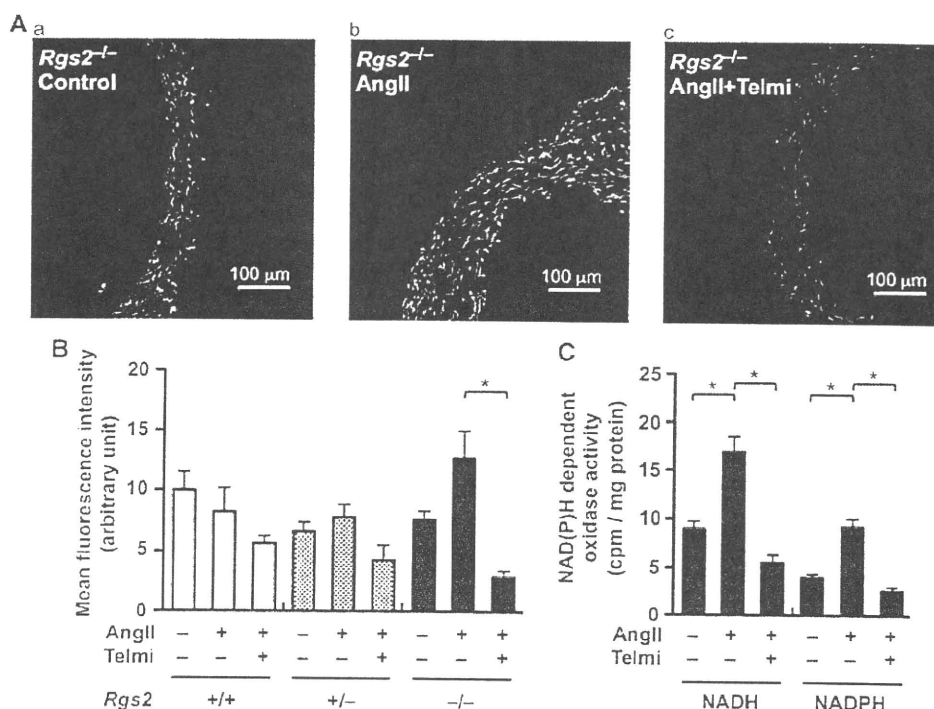 A
a
Rgs2–/–
Control
100 µm
b
Rgs2–/–
AngII
100 µm
c
Rgs2–/–
AngII+Telmi
100 µm
B
Mean fluorescence intensity
(arbitrary unit)
20
15
10
5
0
*
AngII – + + – + + – + +
Telmi – – + – – + – – +
Rgs2 +/+ +/– –/–
C
NAD(P)H dependent
oxidase activity
(cpm / mg protein)
25
20
15
10
5
0
* * * *
AngII – + + – + +
Telmi – – + – – +
NADH NADPH